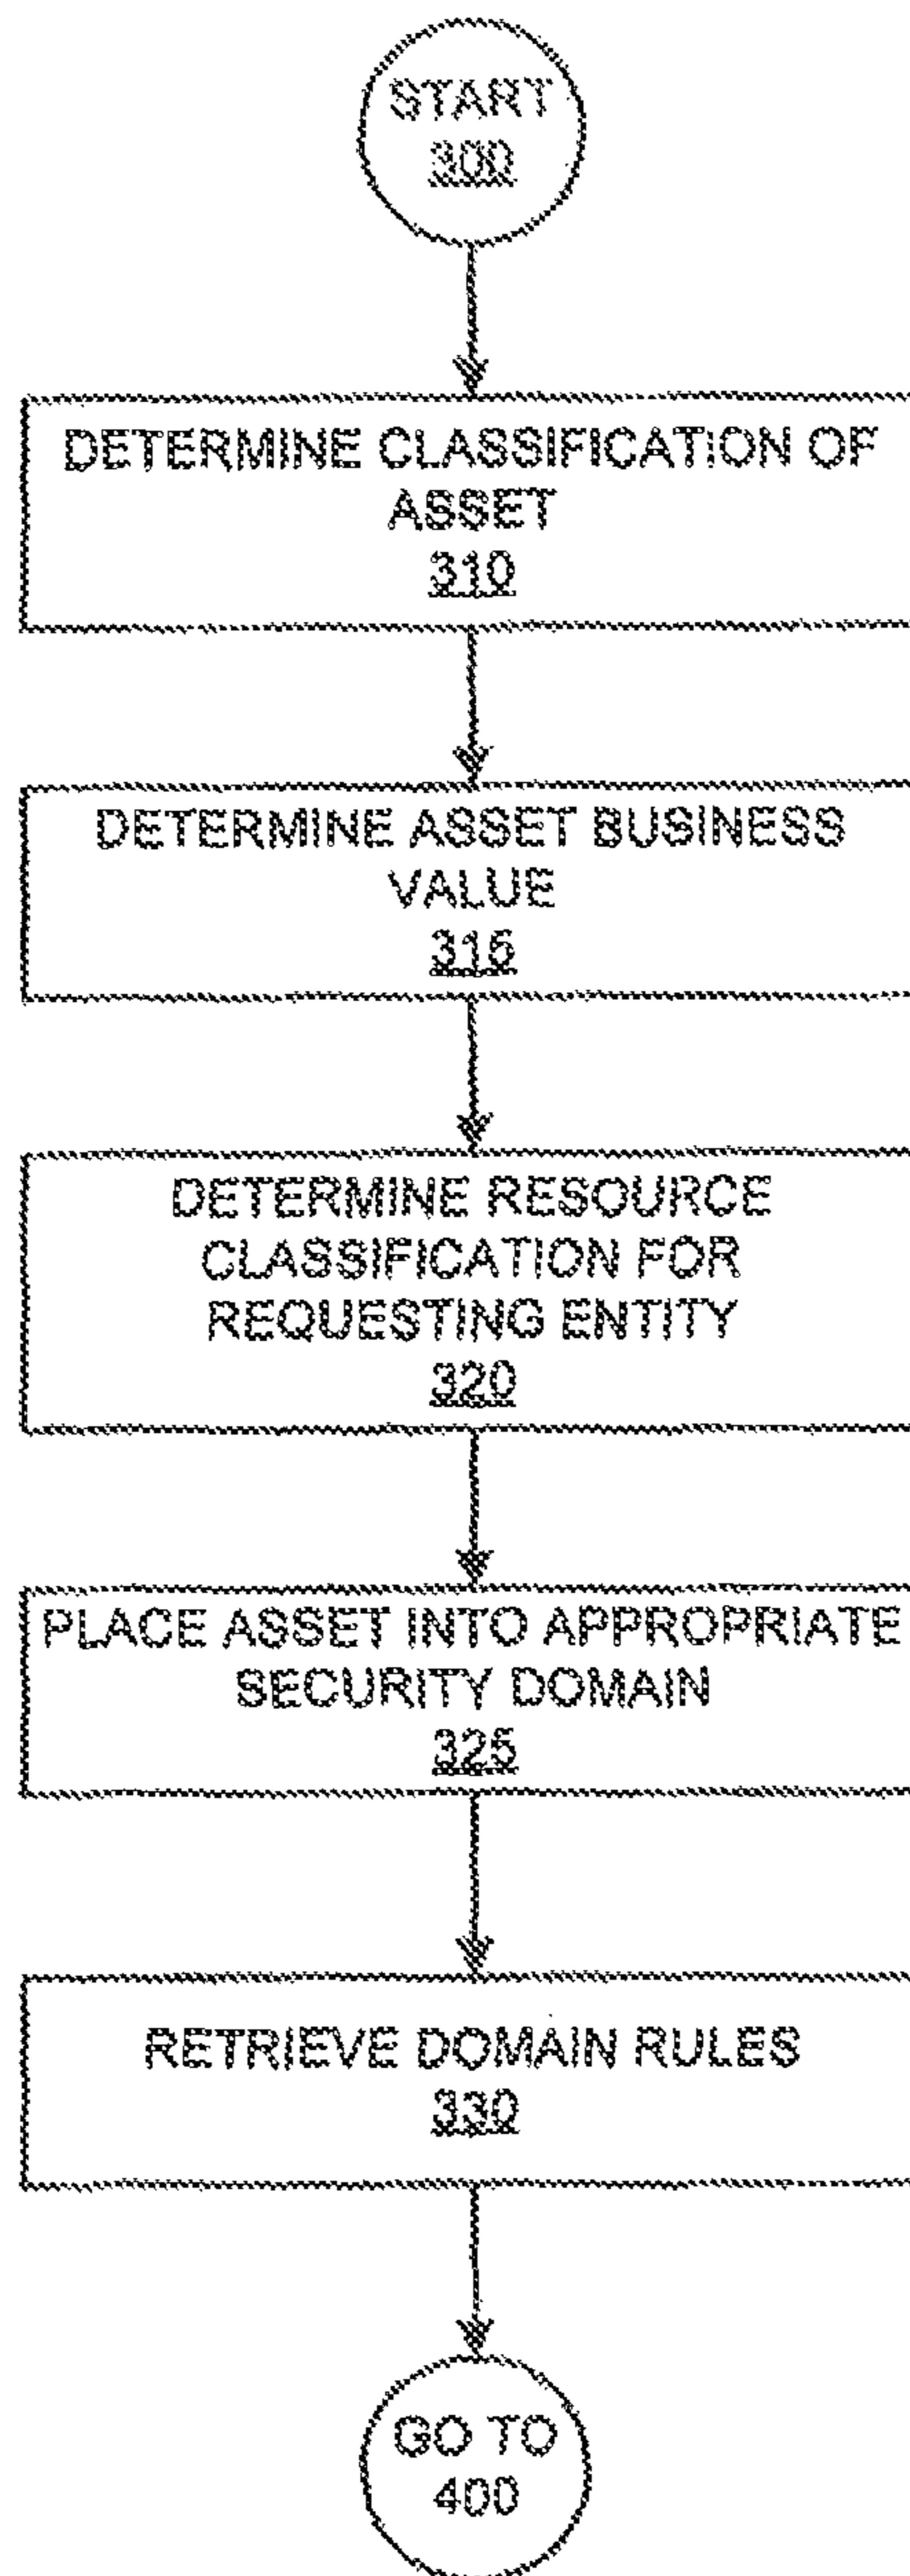 START
300
DETERMINE CLASSIFICATION OF
ASSET
310
DETERMINE ASSET BUSINESS
VALUE
315
DETERMINE RESOURCE
CLASSIFICATION FOR
REQUESTING ENTITY
320
PLACE ASSET INTO APPROPRIATE
SECURITY DOMAIN
325
RETRIEVE DOMAIN RULES
330
GO TO
400